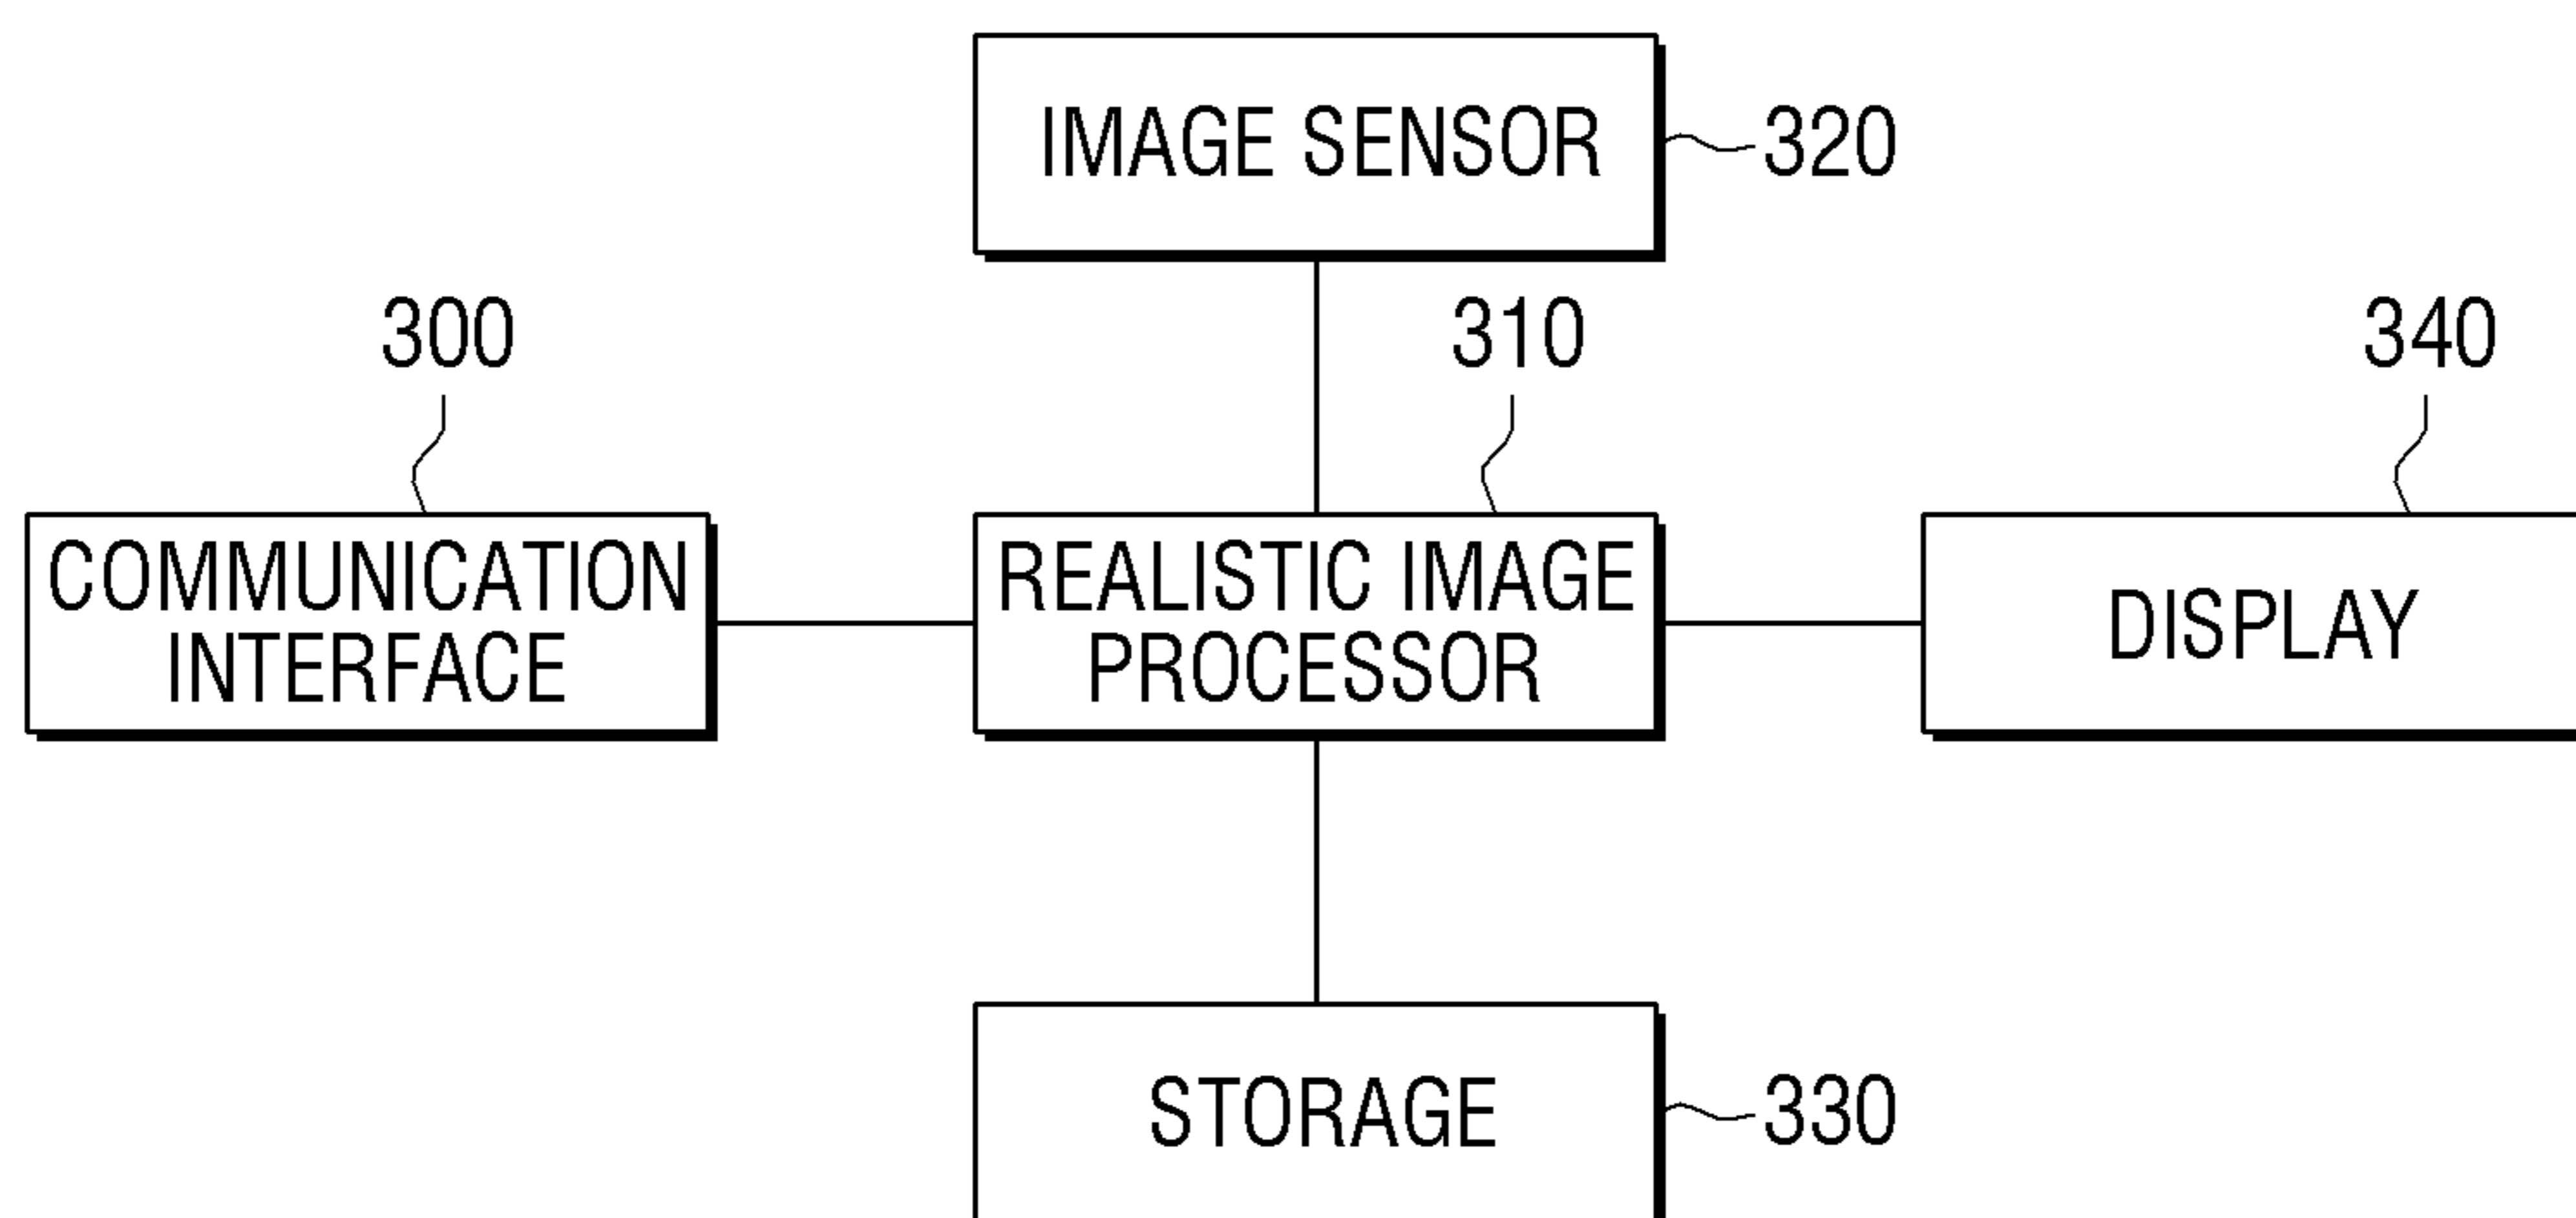 IMAGE SENSOR
320
300
310
340
COMMUNICATION
INTERFACE
REALISTIC IMAGE
PROCESSOR
DISPLAY
STORAGE
330